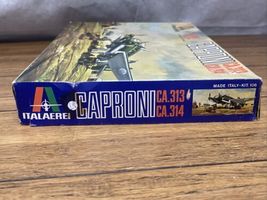 CAPRONI
CA.313
CA.314
MADE ITALY - KIT 106
ITALAEREI